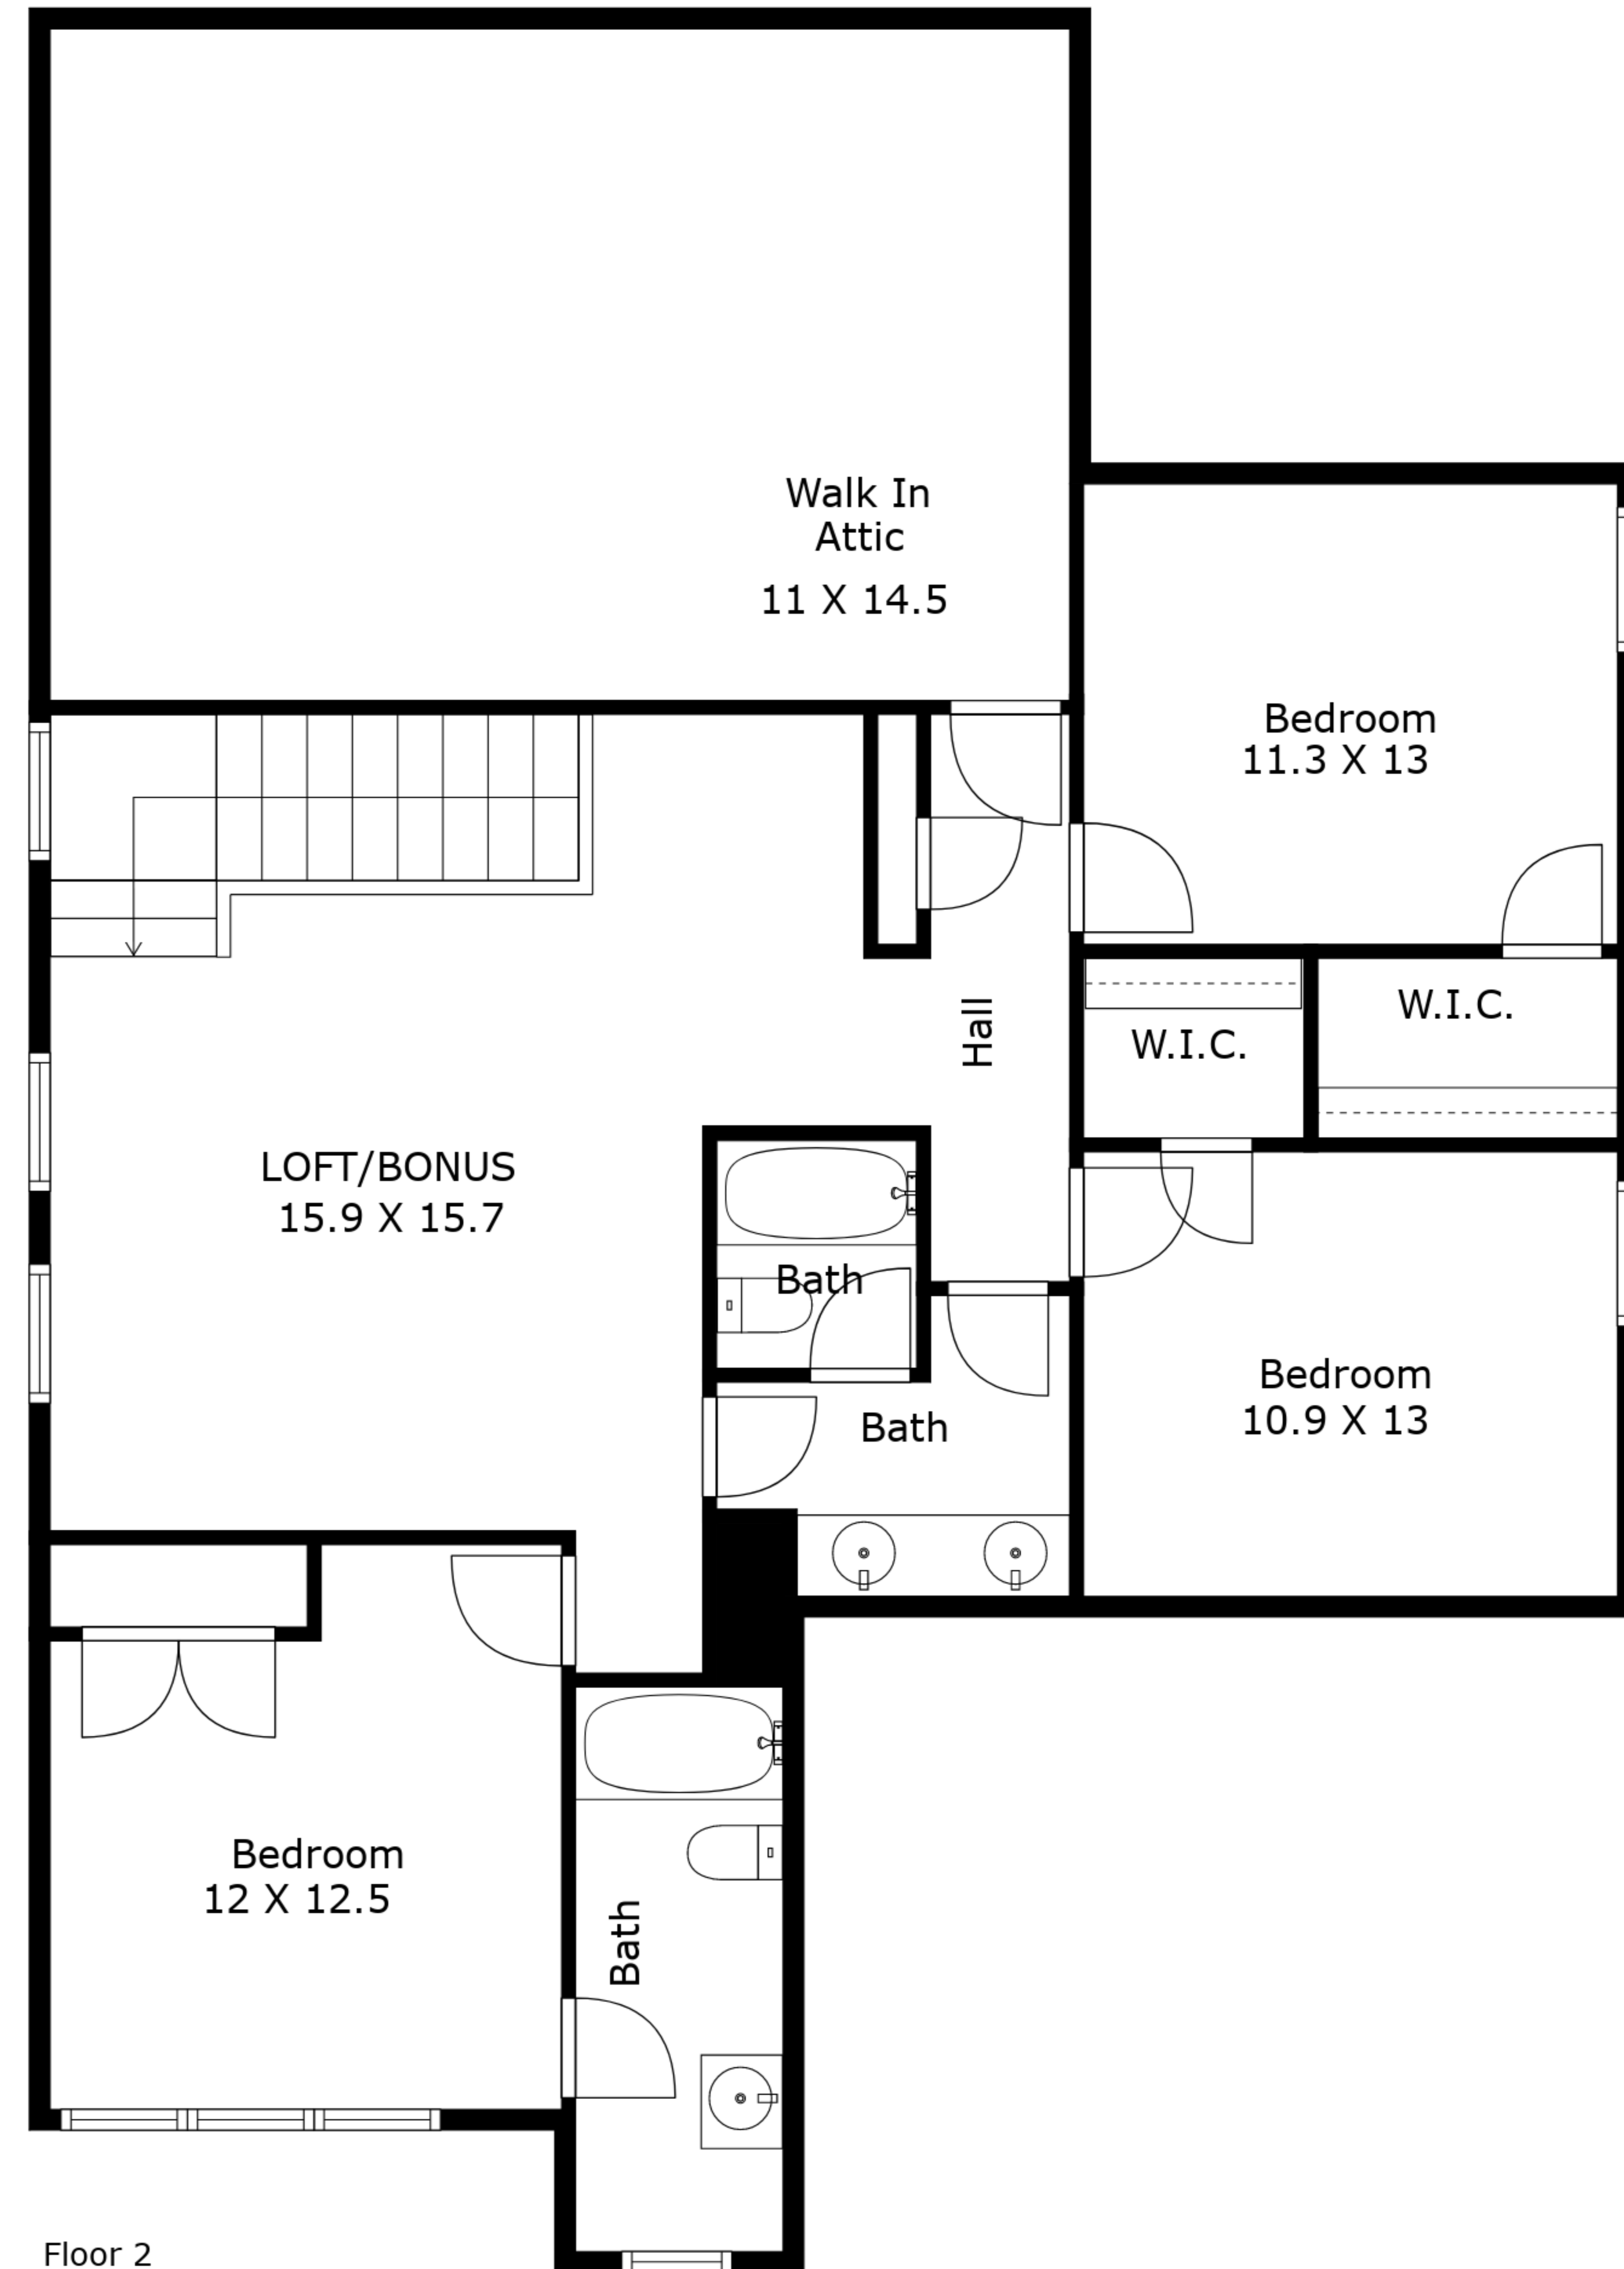 Walk In
Attic
11 X 14.5
Bedroom
11.3 X 13
W.I.C.
W.I.C.
Hall
LOFT/BONUS
15.9 X 15.7
Bath
Bath
Bedroom
10.9 X 13
Bedroom
12 X 12.5
Bath
Floor 2